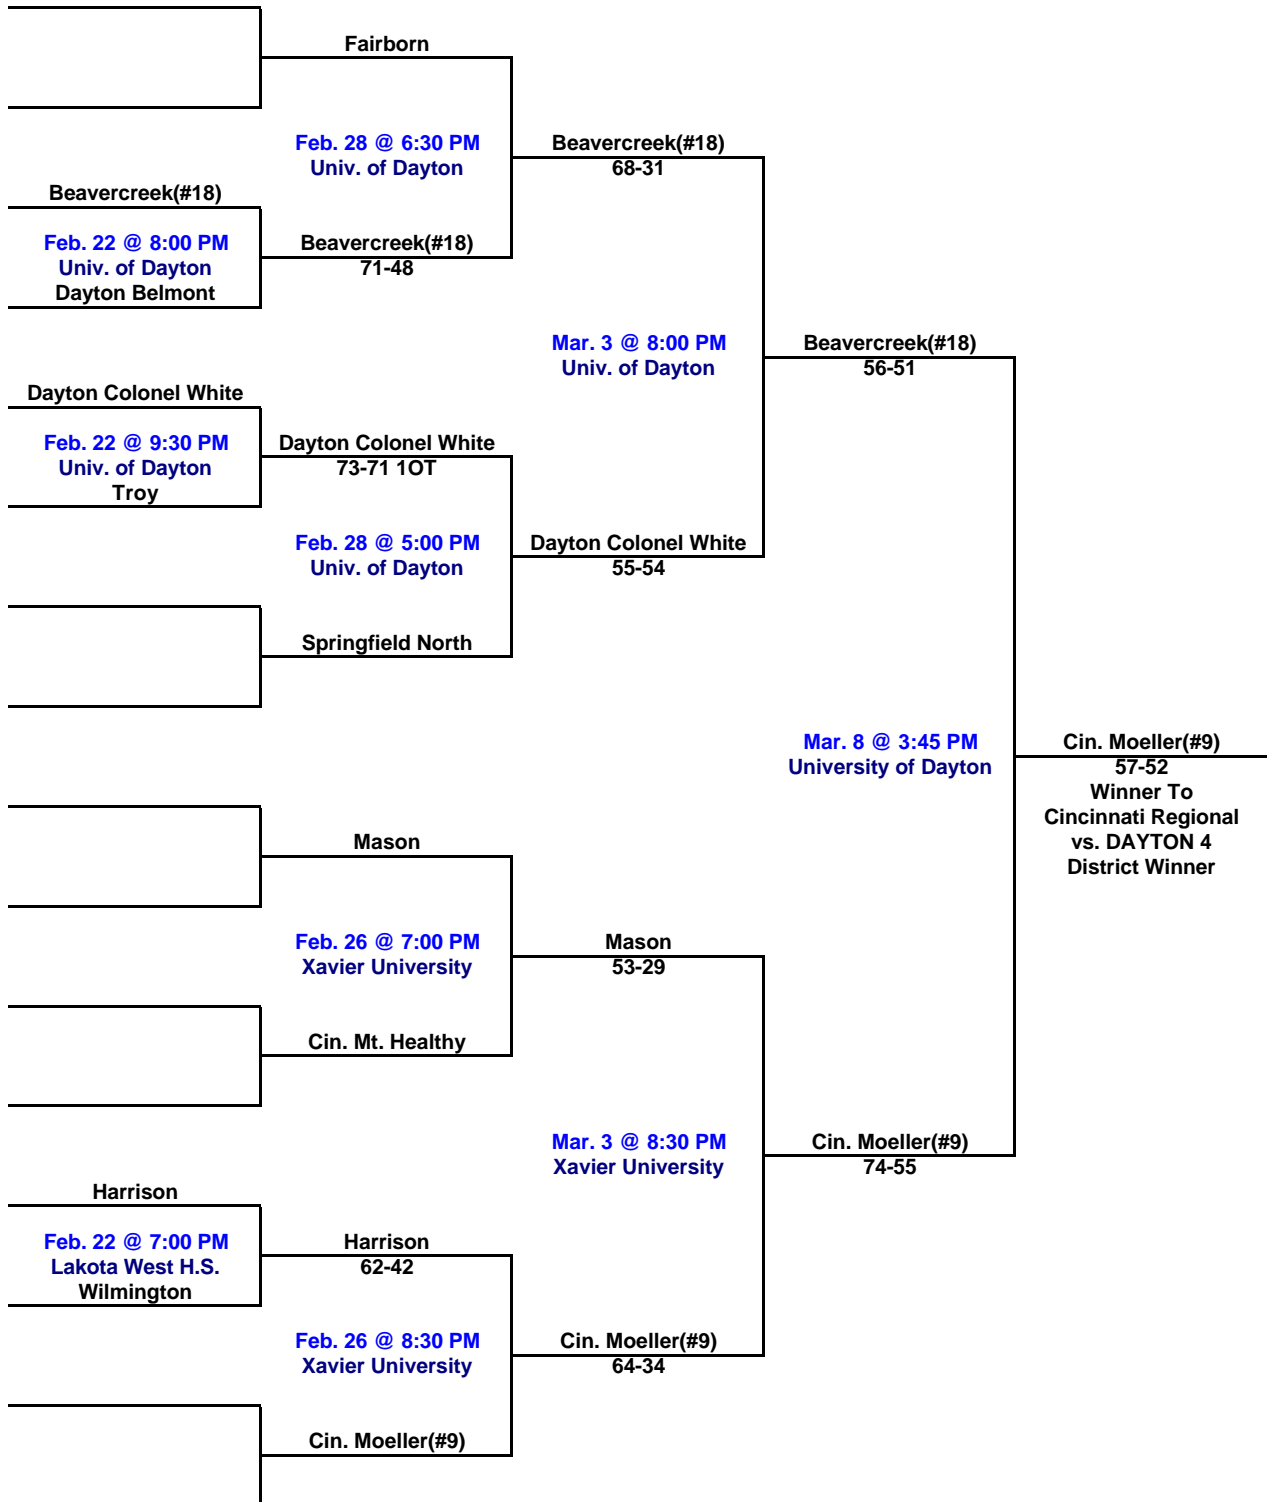 Fairborn
Feb. 28 @ 6:30 PM
Univ. of Dayton
Beavercreek(#18)
68-31
Beavercreek(#18)
Feb. 22 @ 8:00 PM
Univ. of Dayton
Dayton Belmont
Beavercreek(#18)
71-48
Mar. 3 @ 8:00 PM
Univ. of Dayton
Beavercreek(#18)
56-51
Dayton Colonel White
Feb. 22 @ 9:30 PM
Univ. of Dayton
Troy
Dayton Colonel White
73-71 1OT
Feb. 28 @ 5:00 PM
Univ. of Dayton
Dayton Colonel White
55-54
Springfield North
Mar. 8 @ 3:45 PM
University of Dayton
Cin. Moeller(#9)
57-52
Winner To
Cincinnati Regional
vs. DAYTON 4
District Winner
Mason
Feb. 26 @ 7:00 PM
Xavier University
Mason
53-29
Cin. Mt. Healthy
Mar. 3 @ 8:30 PM
Xavier University
Cin. Moeller(#9)
74-55
Harrison
Feb. 22 @ 7:00 PM
Lakota West H.S.
Wilmington
Harrison
62-42
Feb. 26 @ 8:30 PM
Xavier University
Cin. Moeller(#9)
64-34
Cin. Moeller(#9)